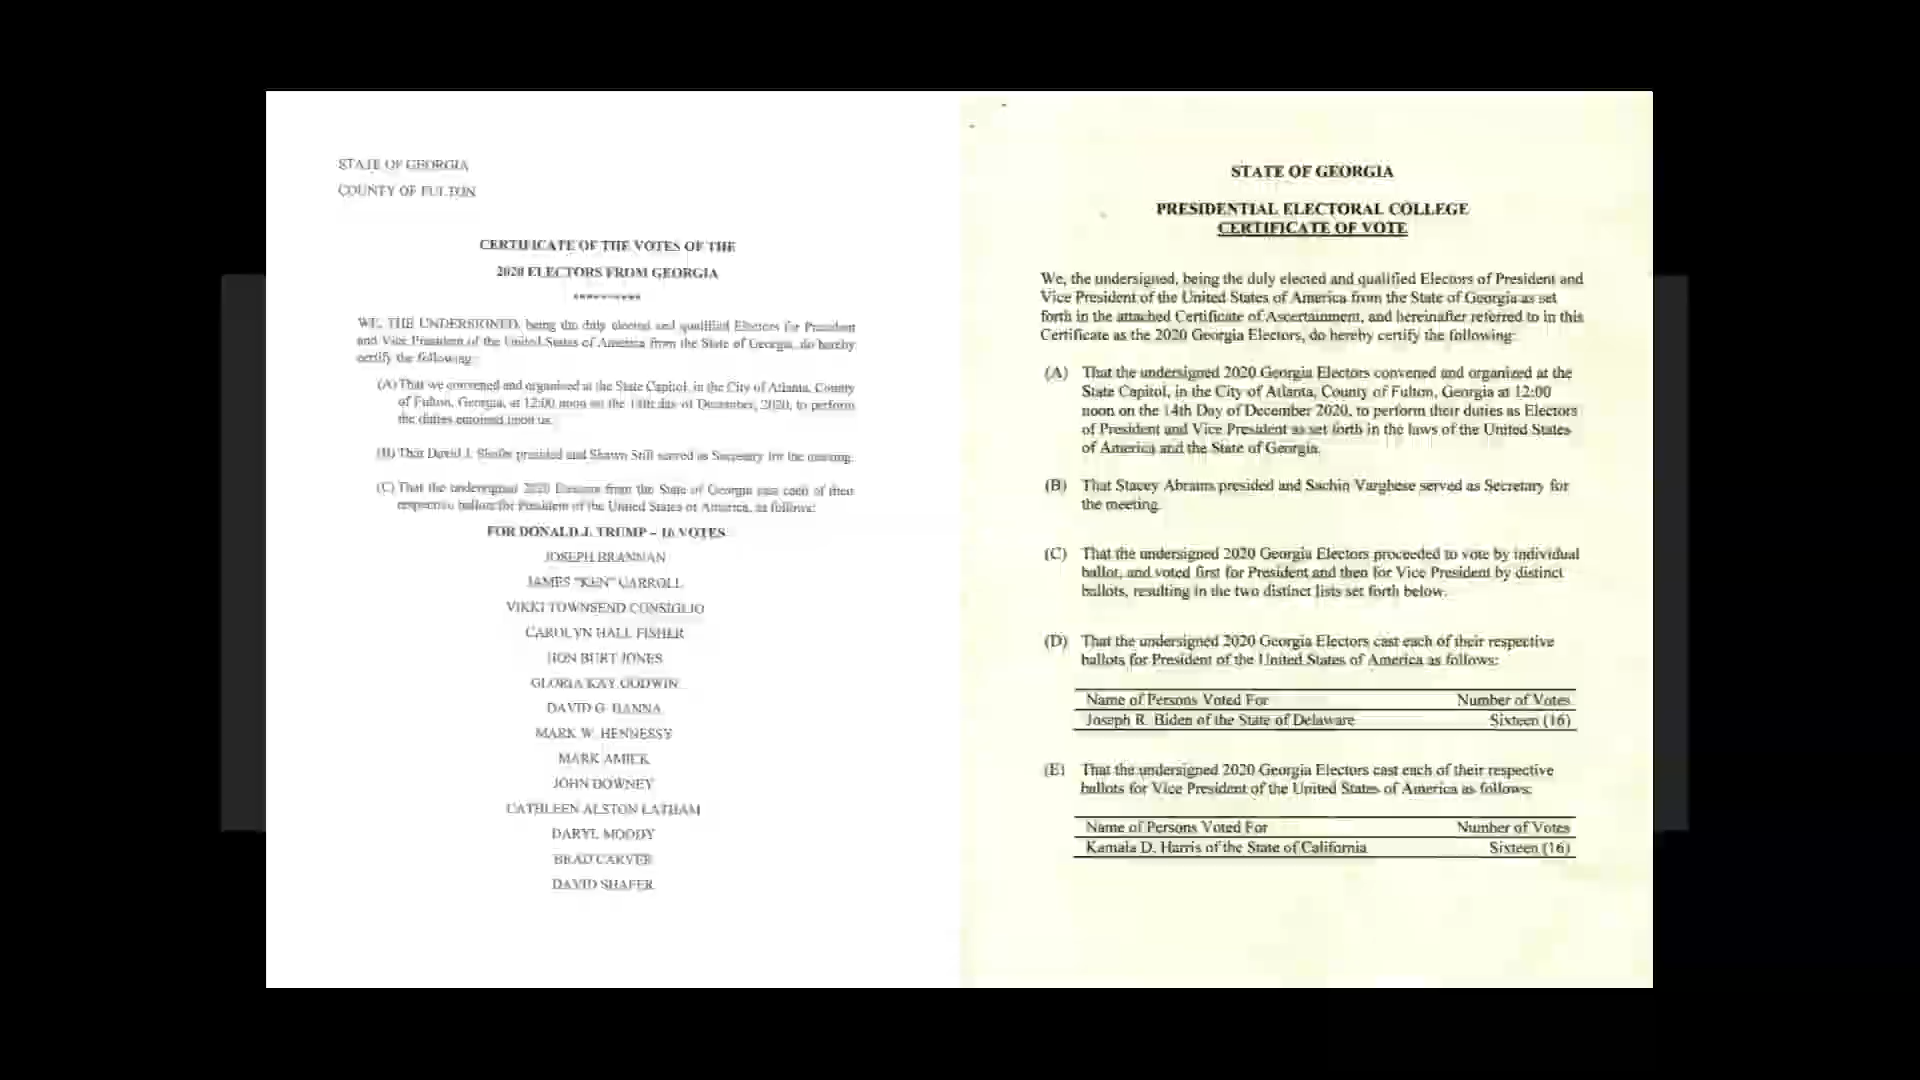 STATE OF GEORGIA
COUNTY OF FULTON
CERTIFICATE OF THE VOTES OF THE
2020 ELECTORS FROM GEORGIA
WE, THE UNDERSIGNED, being the duly elected and qualified Electors for President
and Vice President of the United States of America from the State of Georgia, do hereby
certify the following:
(A) That we convened and organized at the State Capitol, in the City of Atlanta, County
of Fulton, Georgia, at 12:00 noon on the 14th day of December, 2020, to perform
the duties enjoined upon us.
(B) That David J. Shafer presided and Shawn Still served as Secretary for the meeting.
(C) That the undersigned 2020 Electors from the State of Georgia cast each of their
respective ballots for President of the United States of America, as follows:
FOR DONALD J. TRUMP – 16 VOTES
JOSEPH BRANNAN
JAMES "KEN" CARROLL
VIKKI TOWNSEND CONSIGLIO
CAROLYN HALL FISHER
HON BURT JONES
GLORIA KAY GODWIN
DAVID G. HANNA
MARK W. HENNESSY
MARK AMICK
JOHN DOWNEY
CATHLEEN ALSTON LATHAM
DARYL MOODY
BRAD CARVER
DAVID SHAFER
STATE OF GEORGIA
PRESIDENTIAL ELECTORAL COLLEGE
CERTIFICATE OF VOTE
We, the undersigned, being the duly elected and qualified Electors of President and
Vice President of the United States of America from the State of Georgia as set
forth in the attached Certificate of Ascertainment, and hereinafter referred to in this
Certificate as the 2020 Georgia Electors, do hereby certify the following:
(A) That the undersigned 2020 Georgia Electors convened and organized at the
State Capitol, in the City of Atlanta, County of Fulton, Georgia at 12:00
noon on the 14th Day of December 2020, to perform their duties as Electors
of President and Vice President as set forth in the laws of the United States
of America and the State of Georgia.
(B) That Stacey Abrams presided and Sachin Varghese served as Secretary for
the meeting.
(C) That the undersigned 2020 Georgia Electors proceeded to vote by individual
ballot, and voted first for President and then for Vice President by distinct
ballots, resulting in the two distinct lists set forth below.
(D) That the undersigned 2020 Georgia Electors cast each of their respective
ballots for President of the United States of America as follows:
Name of Persons Voted For Number of Votes
Joseph R. Biden of the State of Delaware Sixteen (16)
(E) That the undersigned 2020 Georgia Electors cast each of their respective
ballots for Vice President of the United States of America as follows:
Name of Persons Voted For Number of Votes
Kamala D. Harris of the State of California Sixteen (16)